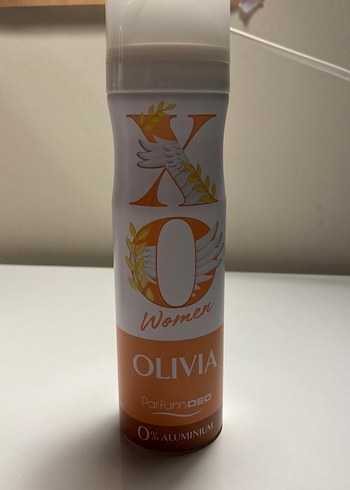 X
O
Women
OLIVIA
ParfumDEO
0% ALUMINIUM